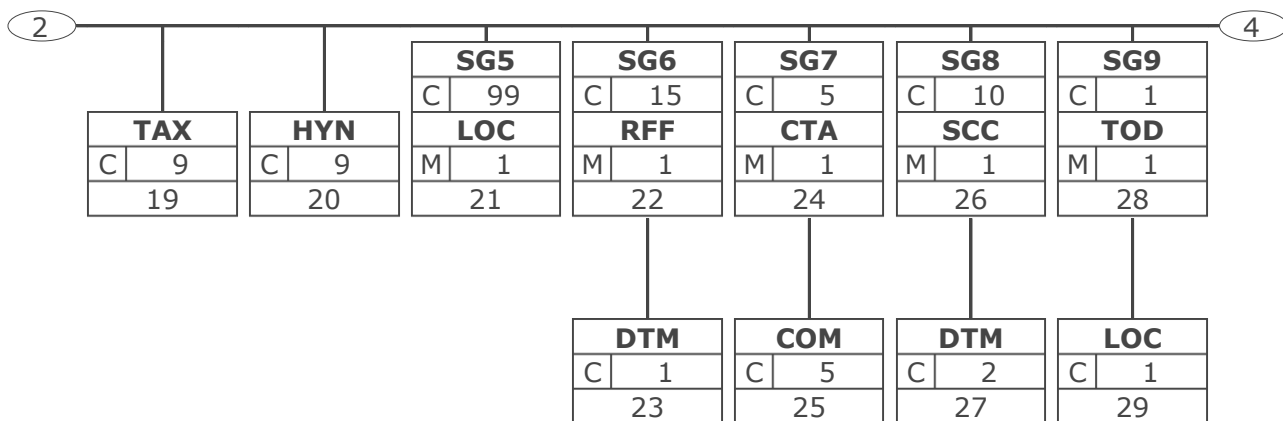 2 4
SG5 SG6 SG7 SG8 SG9
C 99 C 15 C 5 C 10 C 1
TAX HYN LOC RFF CTA SCC TOD
C 9 C 9 M 1 M 1 M 1 M 1 M 1
19 20 21 22 24 26 28
DTM COM DTM LOC
C 1 C 5 C 2 C 1
23 25 27 29